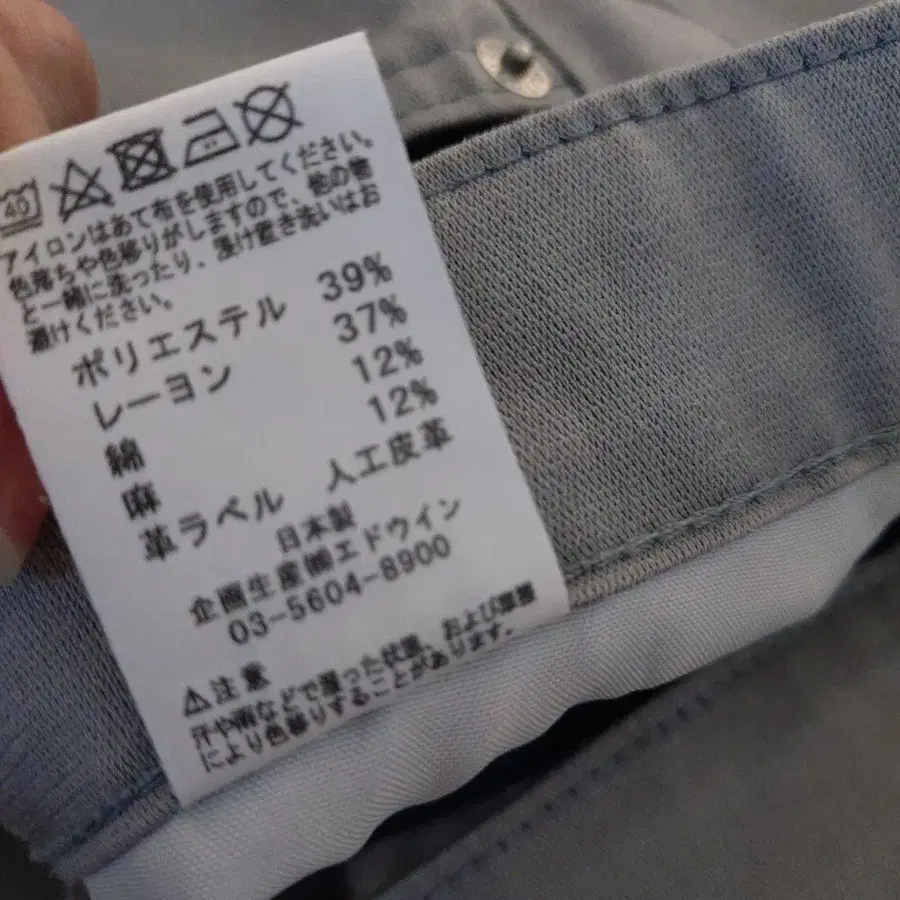 40
アイロンはあて布を使用してください。
色落ちや色移りがしますので、他の物
と一緒に洗ったり、浸け置き洗いはお
避けください。
ポリエステル 39%
レーヨン 37%
綿 12%
麻 12%
革ラベル 人工皮革
日本製
企画生産㈱エドウイン
03-5604-8900
⚠注意
汗や雨などで湿った状態、および摩擦
により色移りすることがあります。